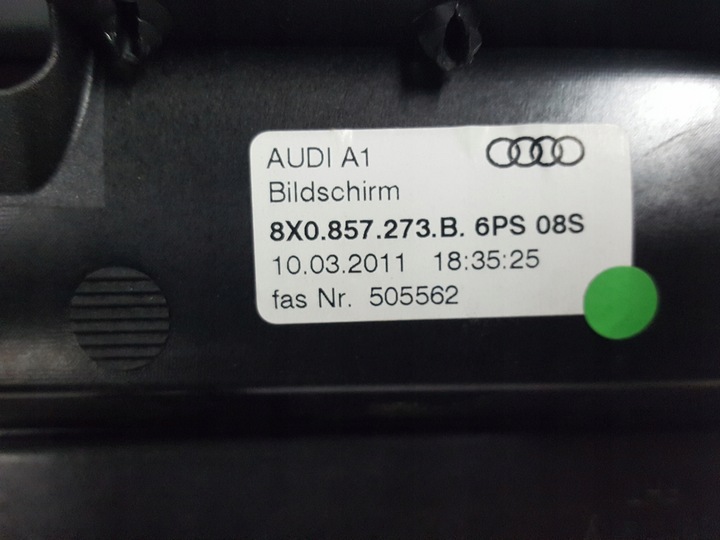 AUDI A1
Bildschirm
8X0.857.273.B. 6PS 08S
10.03.2011 18:35:25
fas Nr. 505562